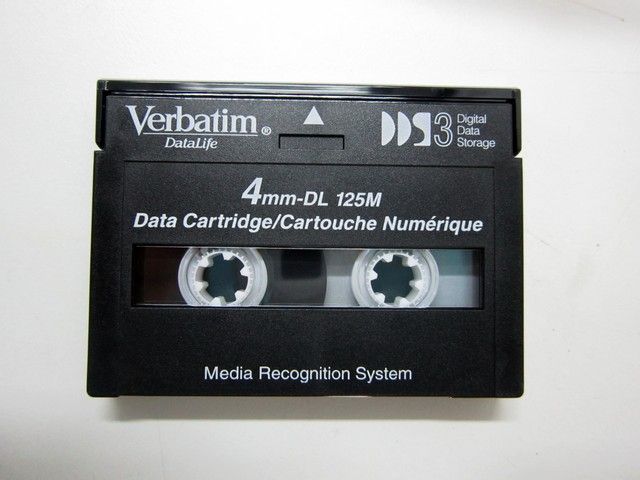 Verbatim®
DataLife
DDS3 Digital
Data
Storage
4mm-DL 125M
Data Cartridge/Cartouche Numérique
Media Recognition System